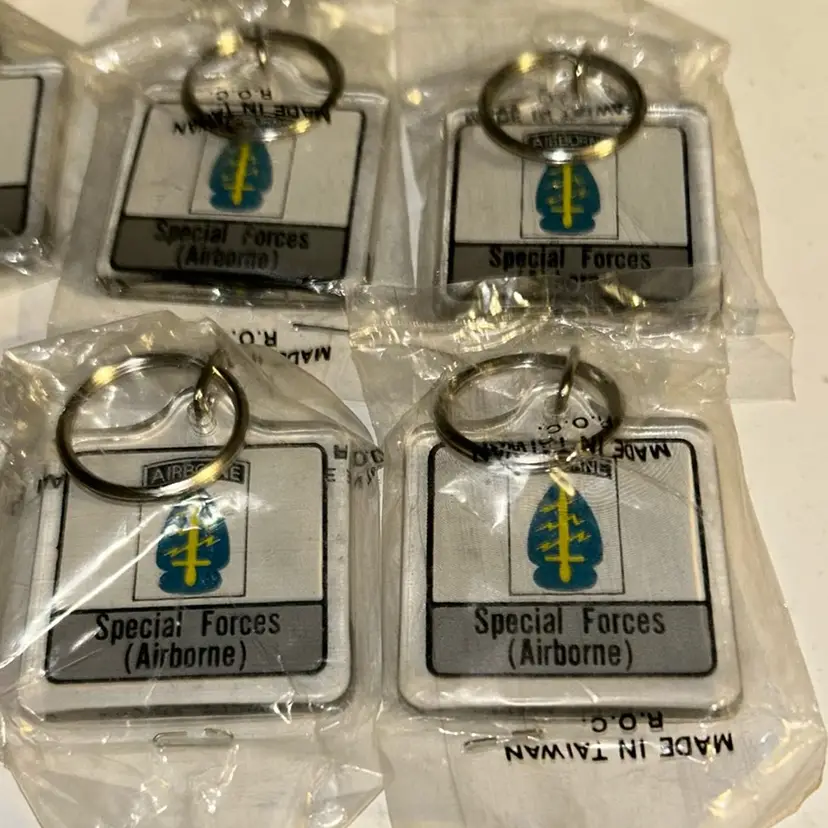 MADE IN TAIWAN
R.O.C.
Special Forces
(Airborne)
AIRBORNE
Special Forces
MADE IN
R.O.C.
AIRBORNE
Special Forces
(Airborne)
MADE IN TAIWAN
R.O.C.
Special Forces
(Airborne)
MADE IN TAIWAN
R.O.C.